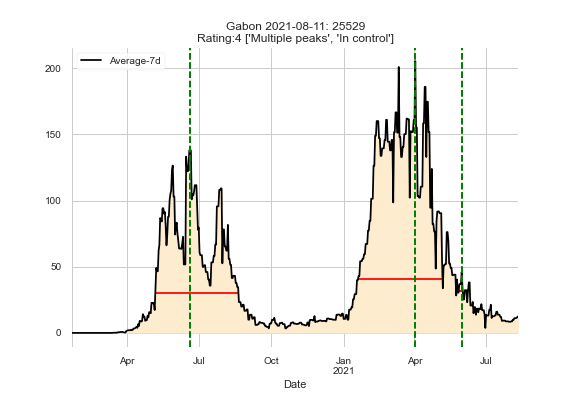 Gabon 2021-08-11: 25529
Rating:4 ['Multiple peaks', 'In control']
Average-7d
200
150
100
50
0
Apr Jul Oct Jan Apr Jul
2021
Date